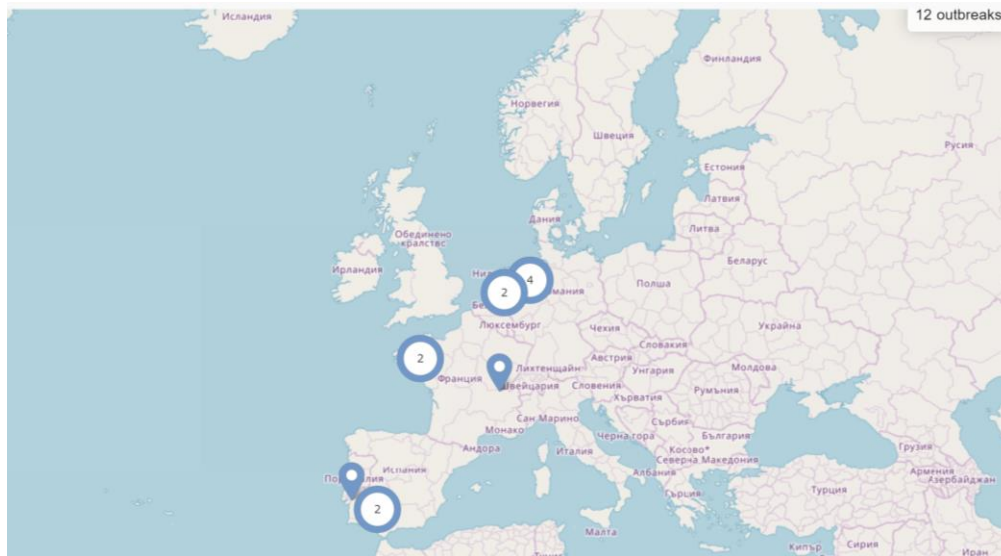 12 outbreaks
Исландия
Финландия
Норвегия
Швеция
Русия
Естония
Латвия
Дания
Литва
Обединено
кралство
Беларус
Ирландия
4
2
Полша
Люксембург
Чехия
Украйна
Словакия
2
Австрия
Молдова
Лихтенщайн
Унгария
Франция
Швейцария
Словения
Румъния
Хърватия
Сан Марино
Сърбия
Монако
Черна гора
България
Андора
Италия
Косово*
Грузия
Северна Македония
Испания
Албания
Армения
Азербайджан
Гърция
Турция
2
Малта
Кипър
Сирия
Иран